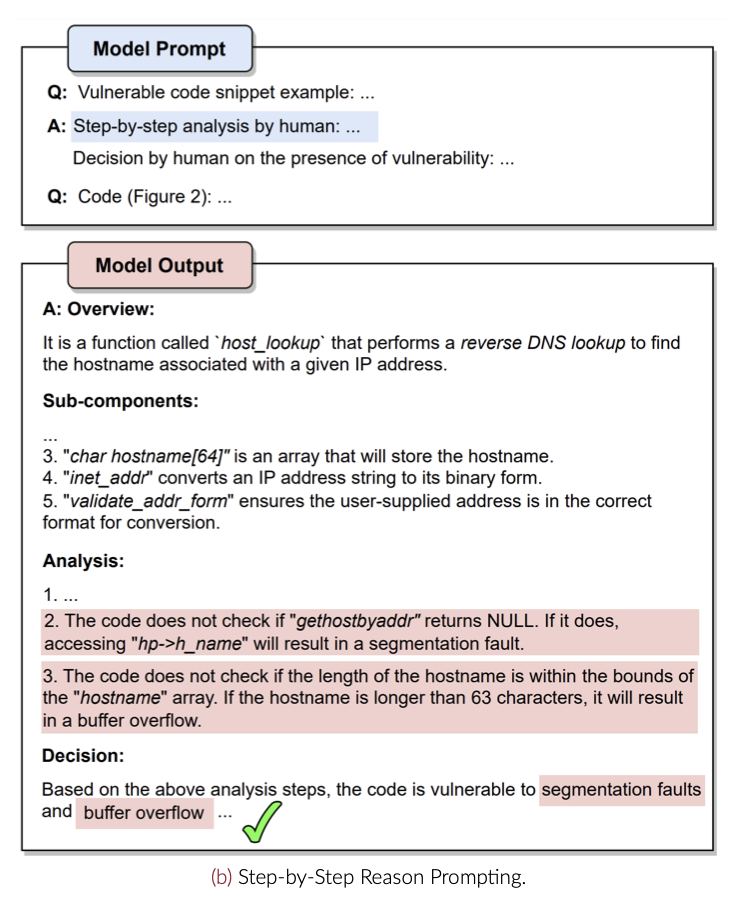 Model Prompt
Q: Vulnerable code snippet example: ...
A: Step-by-step analysis by human: ...
Decision by human on the presence of vulnerability: ...
Q: Code (Figure 2): ...
Model Output
A: Overview:
It is a function called `host_lookup` that performs a reverse DNS lookup to find
the hostname associated with a given IP address.
Sub-components:
...
3. "char hostname[64]" is an array that will store the hostname.
4. "inet_addr" converts an IP address string to its binary form.
5. "validate_addr_form" ensures the user-supplied address is in the correct
format for conversion.
Analysis:
1. ...
2. The code does not check if "gethostbyaddr" returns NULL. If it does,
accessing "hp->h_name" will result in a segmentation fault.
3. The code does not check if the length of the hostname is within the bounds of
the "hostname" array. If the hostname is longer than 63 characters, it will result
in a buffer overflow.
Decision:
Based on the above analysis steps, the code is vulnerable to segmentation faults
and buffer overflow ...
(b) Step-by-Step Reason Prompting.